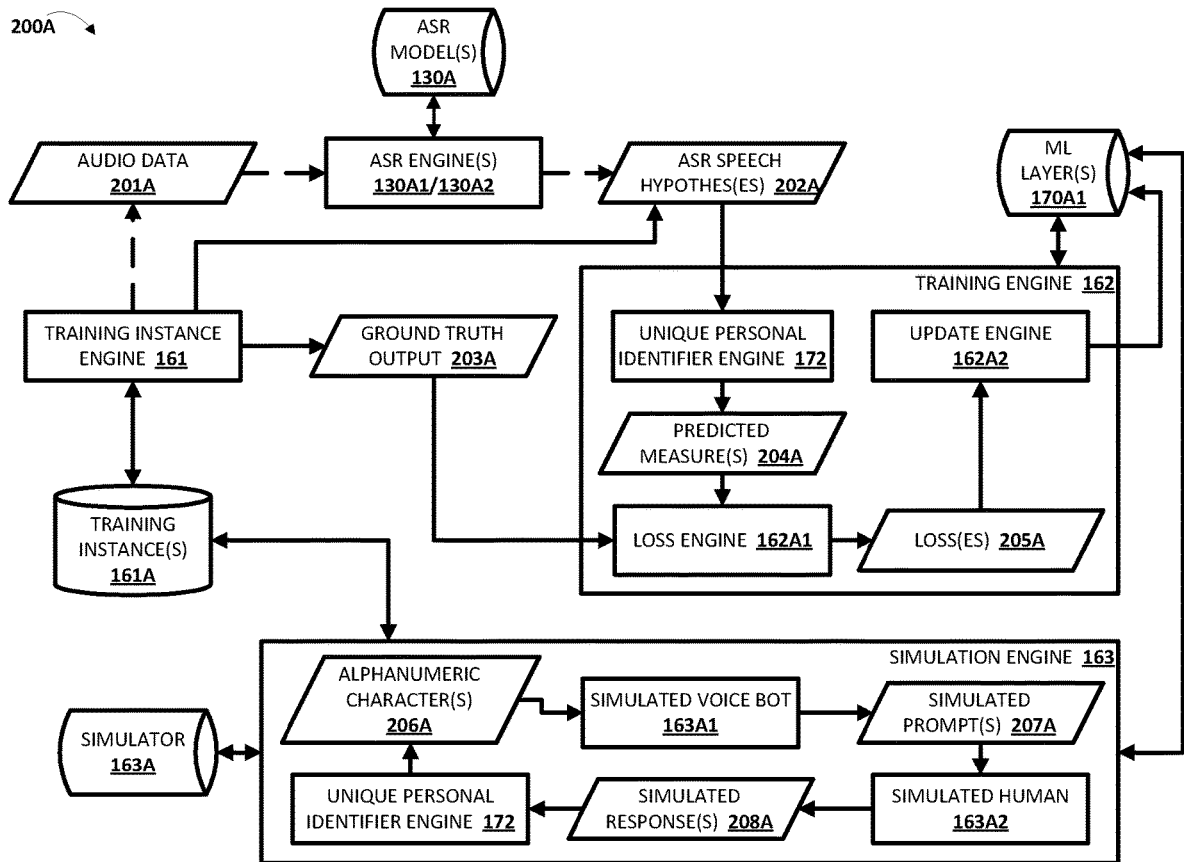 200A
ASR
MODEL(S)
130A
AUDIO DATA
201A
ASR ENGINE(S)
130A1/130A2
ASR SPEECH
HYPOTHES(ES) 202A
ML
LAYER(S)
170A1
TRAINING ENGINE 162
TRAINING INSTANCE
ENGINE 161
GROUND TRUTH
OUTPUT 203A
UNIQUE PERSONAL
IDENTIFIER ENGINE 172
UPDATE ENGINE
162A2
PREDICTED
MEASURE(S) 204A
TRAINING
INSTANCE(S)
161A
LOSS ENGINE 162A1
LOSS(ES) 205A
SIMULATION ENGINE 163
ALPHANUMERIC
CHARACTER(S)
206A
SIMULATED VOICE BOT
163A1
SIMULATED
PROMPT(S) 207A
SIMULATOR
163A
UNIQUE PERSONAL
IDENTIFIER ENGINE 172
SIMULATED
RESPONSE(S) 208A
SIMULATED HUMAN
163A2